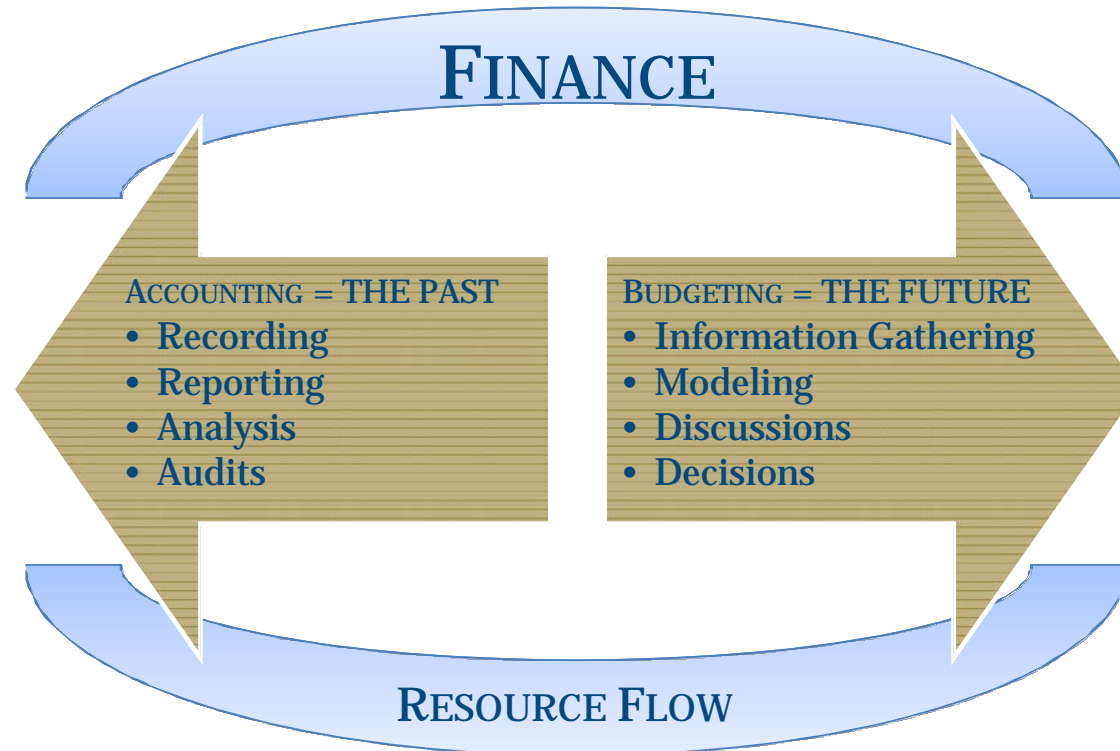 FINANCE
ACCOUNTING = THE PAST
• Recording
• Reporting
• Analysis
• Audits
BUDGETING = THE FUTURE
• Information Gathering
• Modeling
• Discussions
• Decisions
RESOURCE FLOW